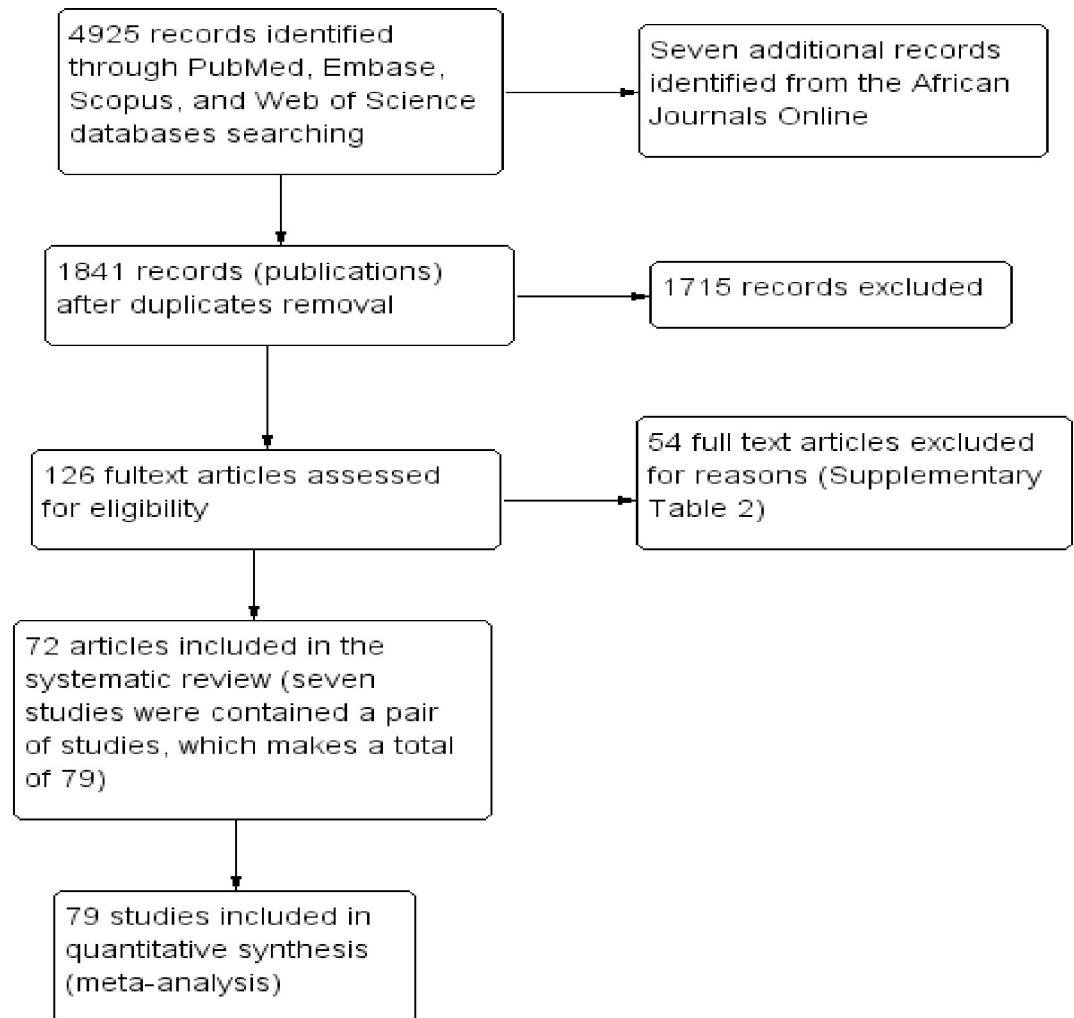 4925 records identified
through PubMed, Embase,
Scopus, and Web of Science
databases searching
Seven additional records
identified from the African
Journals Online
1841 records (publications)
after duplicates removal
1715 records excluded
126 fultext articles assessed
for eligibility
54 full text articles excluded
for reasons (Supplementary
Table 2)
72 articles included in the
systematic review (seven
studies were contained a pair
of studies, which makes a total
of 79)
79 studies included in
quantitative synthesis
(meta-analysis)